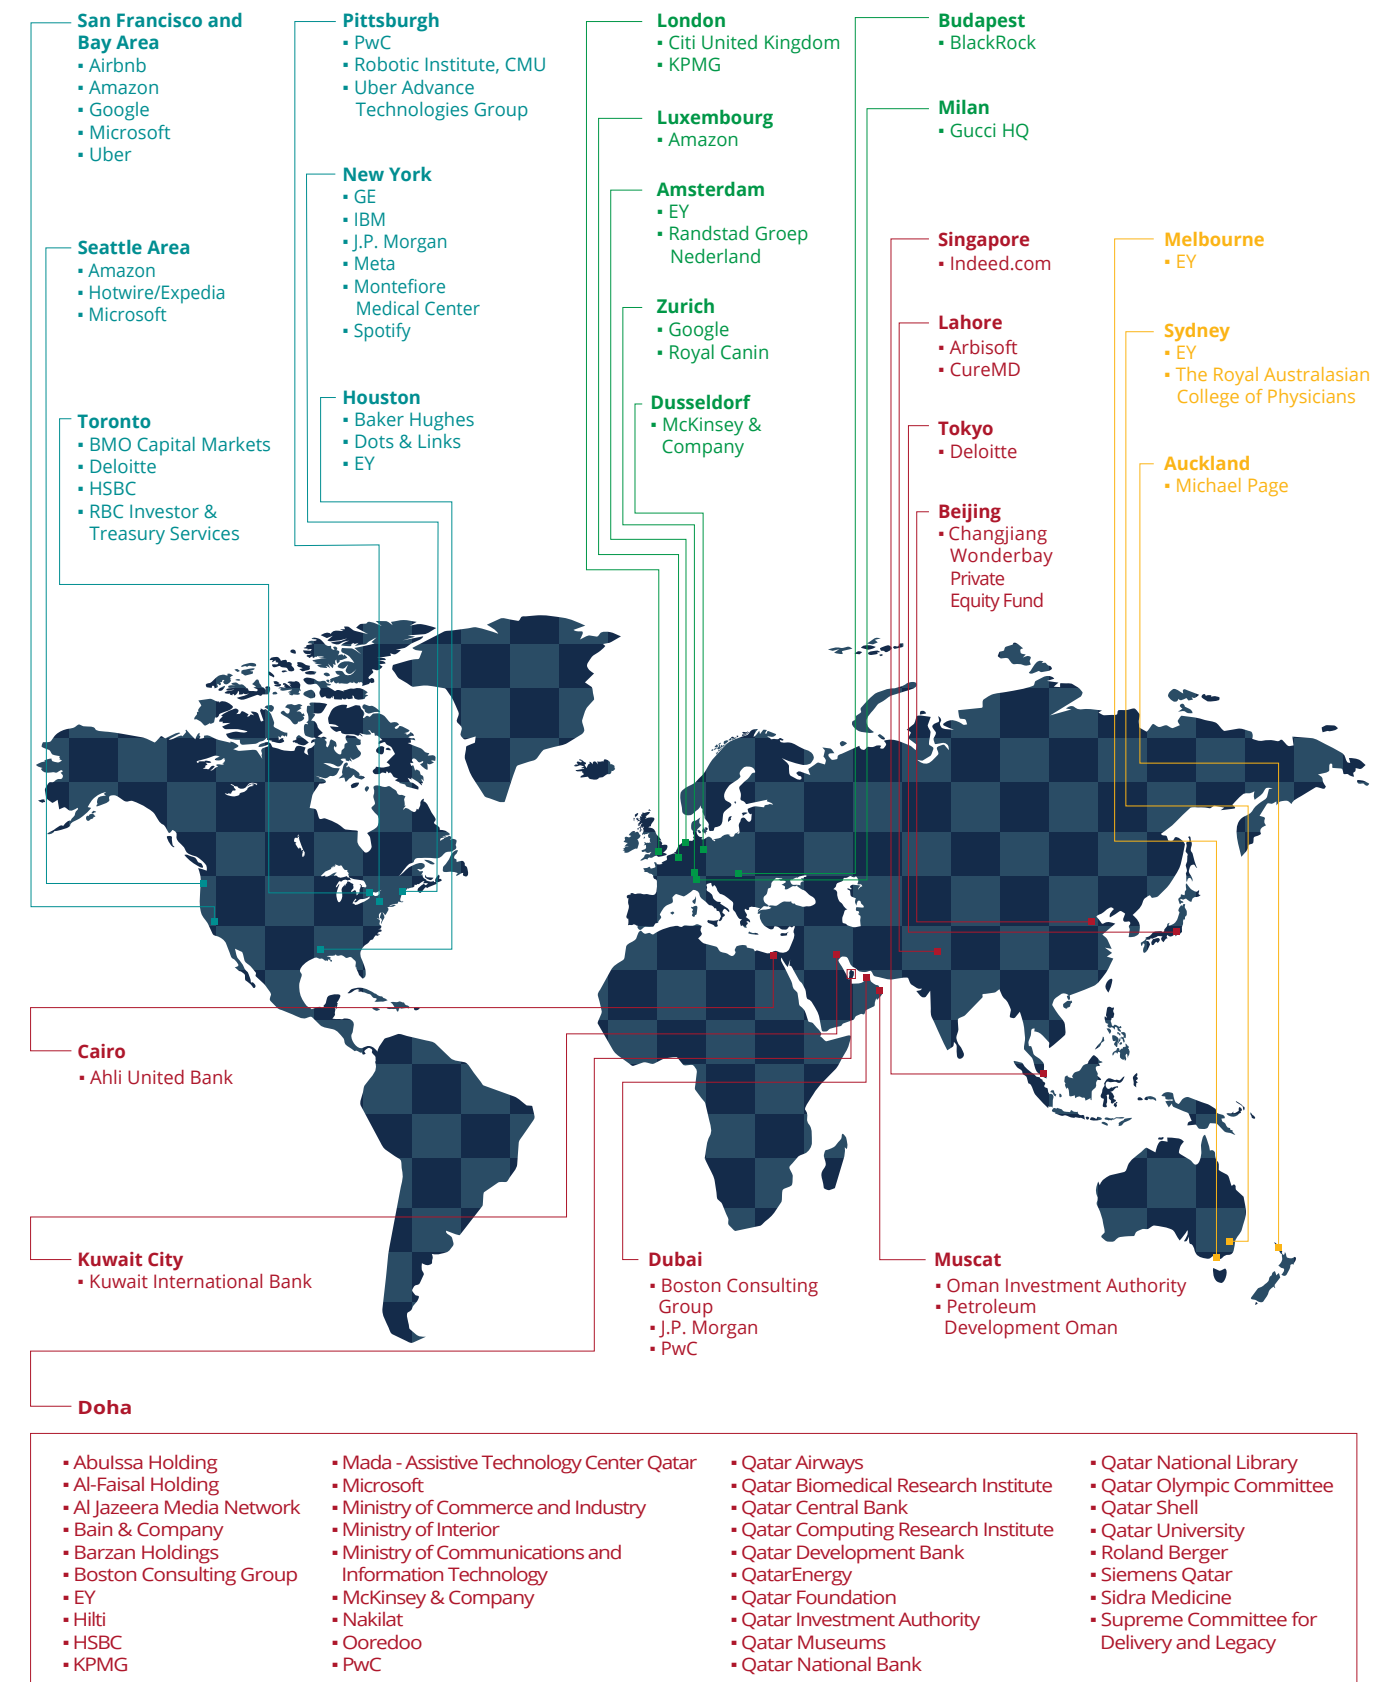 San Francisco and
Bay Area
▪ Airbnb
▪ Amazon
▪ Google
▪ Microsoft
▪ Uber
Seattle Area
▪ Amazon
▪ Hotwire/Expedia
▪ Microsoft
Toronto
▪ BMO Capital Markets
▪ Deloitte
▪ HSBC
▪ RBC Investor &
Treasury Services
Pittsburgh
▪ PwC
▪ Robotic Institute, CMU
▪ Uber Advance
Technologies Group
New York
▪ GE
▪ IBM
▪ J.P. Morgan
▪ Meta
▪ Montefiore
Medical Center
▪ Spotify
Houston
▪ Baker Hughes
▪ Dots & Links
▪ EY
London
▪ Citi United Kingdom
▪ KPMG
Luxembourg
▪ Amazon
Amsterdam
▪ EY
▪ Randstad Groep
Nederland
Zurich
▪ Google
▪ Royal Canin
Dusseldorf
▪ McKinsey &
Company
Budapest
▪ BlackRock
Milan
▪ Gucci HQ
Singapore
▪ Indeed.com
Lahore
▪ Arbisoft
▪ CureMD
Tokyo
▪ Deloitte
Beijing
▪ Changjiang
Wonderbay
Private
Equity Fund
Melbourne
▪ EY
Sydney
▪ EY
▪ The Royal Australasian
College of Physicians
Auckland
▪ Michael Page
Cairo
▪ Ahli United Bank
Kuwait City
▪ Kuwait International Bank
Dubai
▪ Boston Consulting
Group
▪ J.P. Morgan
▪ PwC
Muscat
▪ Oman Investment Authority
▪ Petroleum
Development Oman
Doha
▪ AbuIssa Holding
▪ Al-Faisal Holding
▪ Al Jazeera Media Network
▪ Bain & Company
▪ Barzan Holdings
▪ Boston Consulting Group
▪ EY
▪ Hilti
▪ HSBC
▪ KPMG
▪ Mada - Assistive Technology Center Qatar
▪ Microsoft
▪ Ministry of Commerce and Industry
▪ Ministry of Interior
▪ Ministry of Communications and
Information Technology
▪ McKinsey & Company
▪ Nakilat
▪ Ooredoo
▪ PwC
▪ Qatar Airways
▪ Qatar Biomedical Research Institute
▪ Qatar Central Bank
▪ Qatar Computing Research Institute
▪ Qatar Development Bank
▪ QatarEnergy
▪ Qatar Foundation
▪ Qatar Investment Authority
▪ Qatar Museums
▪ Qatar National Bank
▪ Qatar National Library
▪ Qatar Olympic Committee
▪ Qatar Shell
▪ Qatar University
▪ Roland Berger
▪ Siemens Qatar
▪ Sidra Medicine
▪ Supreme Committee for
Delivery and Legacy